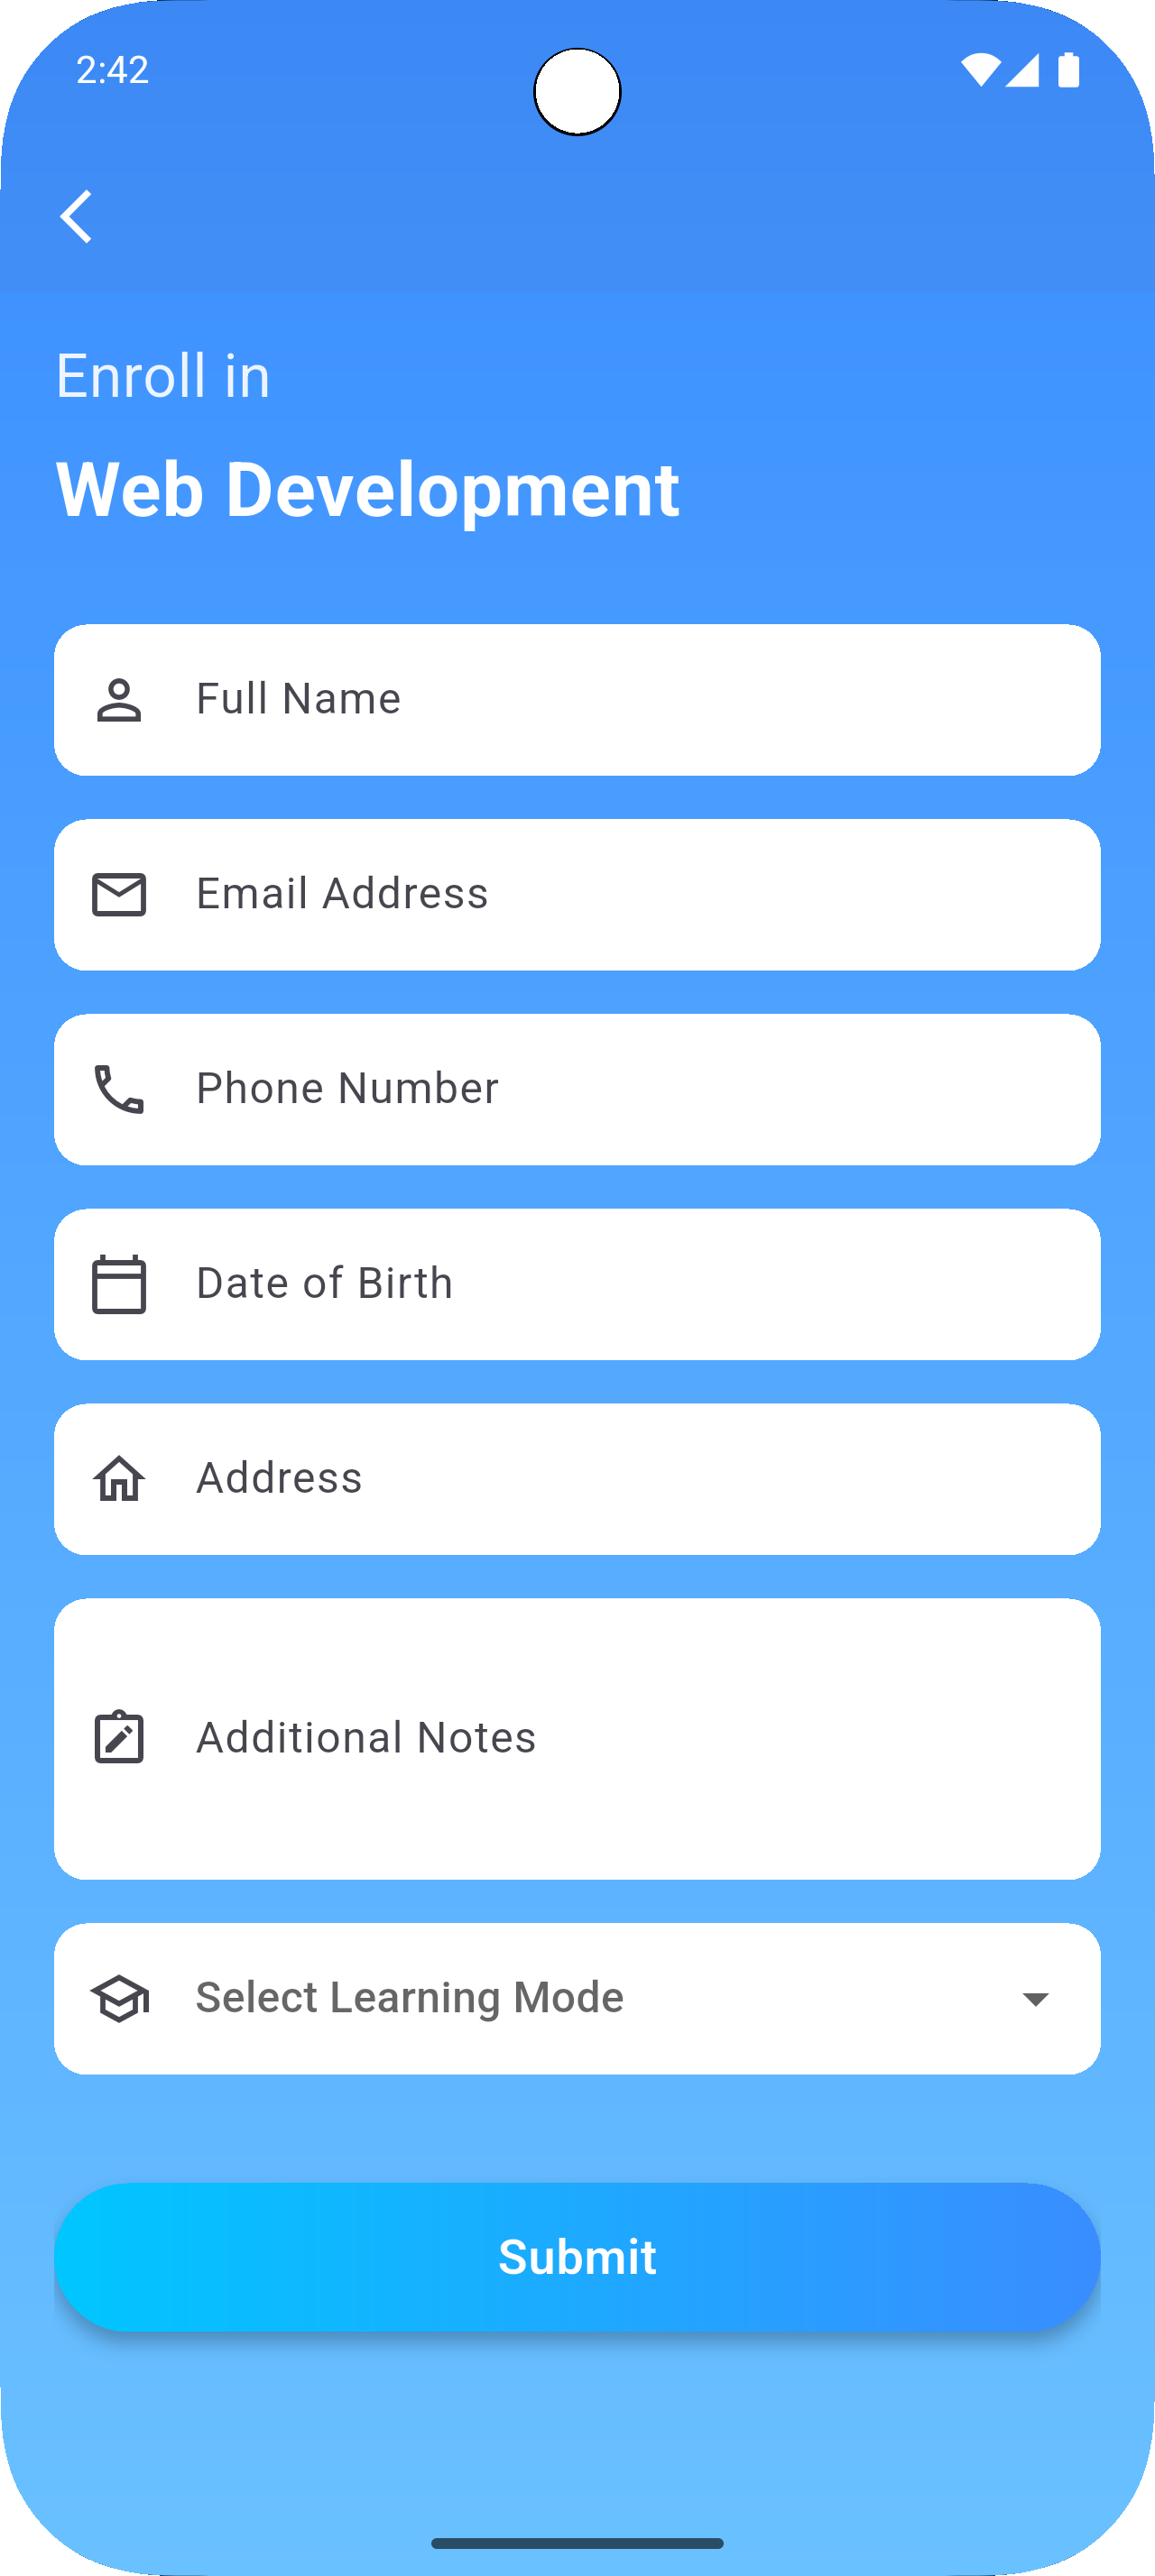 2:42
Enroll in
Web Development
Full Name
Email Address
Phone Number
Date of Birth
Address
Additional Notes
Select Learning Mode
Submit